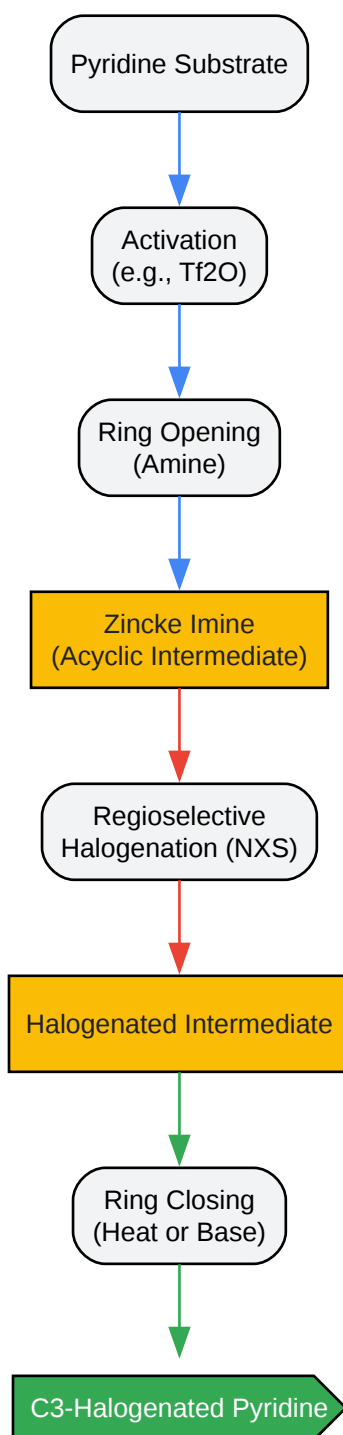 Pyridine Substrate
Activation
(e.g., Tf2O)
Ring Opening
(Amine)
Zincke Imine
(Acyclic Intermediate)
Regioselective
Halogenation (NXS)
Halogenated Intermediate
Ring Closing
(Heat or Base)
C3-Halogenated Pyridine